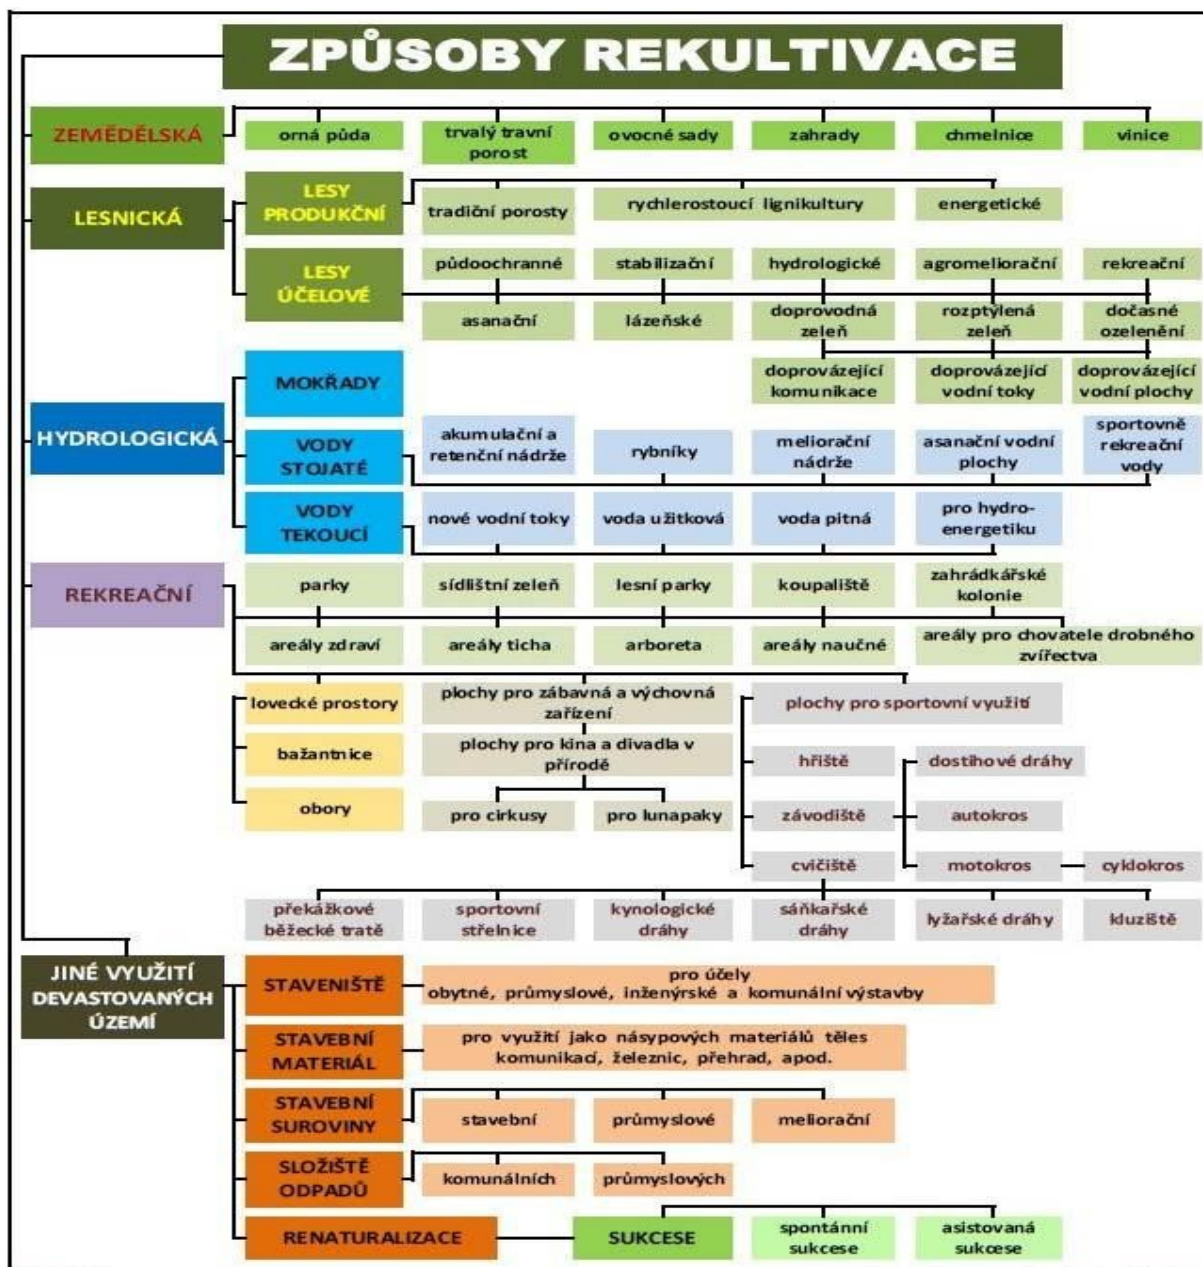 ZPŮSOBY REKULTIVACE
ZEMĚDĚLSKÁ
orná půda
trvalý travní
porost
ovocné sady
zahrady
chmelnice
vinice
LESNICKÁ
LESY
PRODUKČNÍ
tradiční porosty
rychlerostoucí lignikultury
energetické
LESY
ÚČELOVÉ
půdoochranné
stabilizační
hydrologické
agromeliorační
rekreační
asanační
lázeňské
doprovodná
zeleň
rozptýlená
zeleň
dočasné
ozelenění
doprovázející
komunikace
doprovázející
vodní toky
doprovázející
vodní plochy
HYDROLOGICKÁ
MOKŘADY
VODY
STOJATÉ
akumulační a
retenční nádrže
rybníky
meliorační
nádrže
asanační vodní
plochy
sportovně
rekreační
vody
VODY
TEKOUCÍ
nové vodní toky
voda užitková
voda pitná
pro hydro-
energetiku
REKREAČNÍ
parky
sídlištní zeleň
lesní parky
koupaliště
zahrádkářské
kolonie
areály zdraví
areály ticha
arboreta
areály naučné
areály pro chovatele drobného
zvířectva
lovecké prostory
plochy pro zábavná a výchovná
zařízení
plochy pro sportovní využití
bažantnice
plochy pro kina a divadla v
přírodě
hřiště
dostihové dráhy
obory
pro cirkusy
pro lunapaky
závodiště
autokros
cvičiště
motokros
cyklokros
překážkové
běžecké tratě
sportovní
střelnice
kynologické
dráhy
sáňkařské
dráhy
lyžařské dráhy
kluziště
JINÉ VYUŽITÍ
DEVASTOVANÝCH
ÚZEMÍ
STAVENIŠTĚ
pro účely
obytné, průmyslové, inženýrské a komunální výstavby
STAVEBNÍ
MATERIÁL
pro využití jako násypových materiálů těles
komunikací, železnic, přehrad, apod.
STAVEBNÍ
SUROVINY
stavební
průmyslové
meliorační
SLOŽIŠTĚ
ODPADŮ
komunálních
průmyslových
RENATURALIZACE
SUKCESE
spontánní
sukcese
asistovaná
sukcese